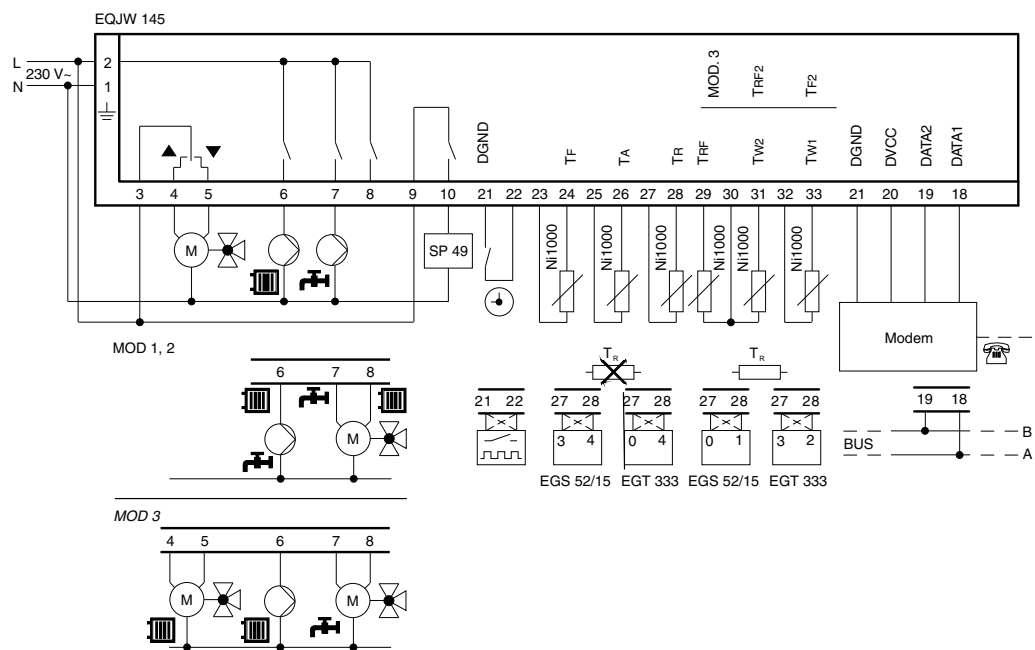 EQJW 145
L
230 V~
N
2
1
MOD. 3
TRF2
TF2
DGND
TF
TA
TR
TRF
TW2
TW1
DGND
DVCC
DATA2
DATA1
3 4 5 6 7 8 9 10 21 22 23 24 25 26 27 28 29 30 31 32 33 21 20 19 18
M
SP 49
Ni1000
Ni1000
Ni1000
Ni1000
Ni1000
Ni1000
Modem
MOD 1, 2
6 7 8
M
TR
TR
21 22
27 28
27 28
27 28
27 28
19 18
3 4
0 4
0 1
3 2
EGS 52/15
EGT 333
EGS 52/15
EGT 333
BUS
B
A
MOD 3
4 5 6 7 8
M
M